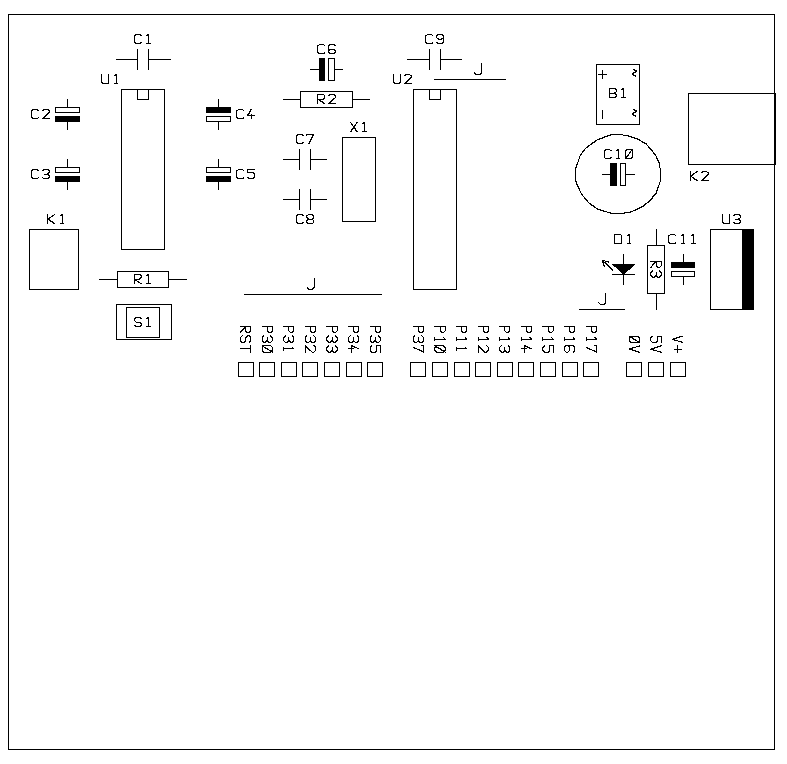 C1
C6
C9
U1
U2
J
B1
C2
C4
R2
C3
C5
C7
X1
C8
C10
K2
K1
D1
R3
C11
U3
R1
J
J
S1
RST
P30
P31
P32
P33
P34
P35
P37
P10
P11
P12
P13
P14
P15
P16
P17
0V
5V
V+